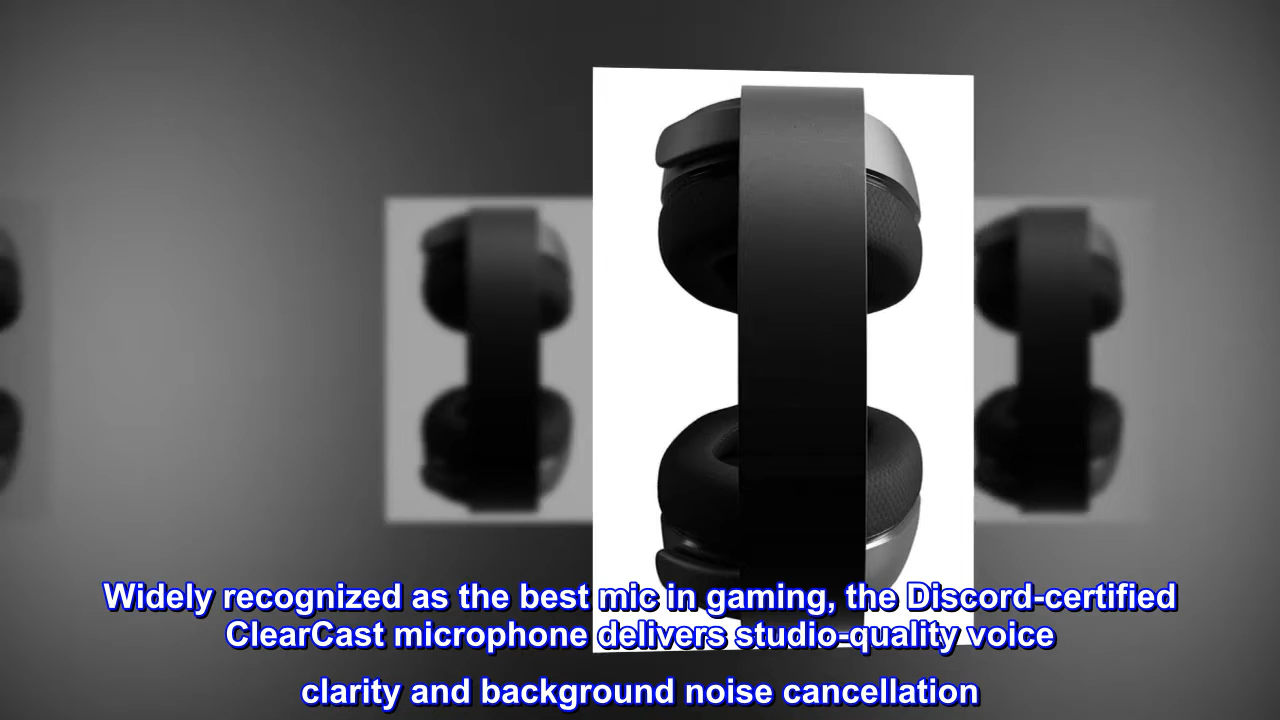 Widely recognized as the best mic in gaming, the Discord-certified
ClearCast microphone delivers studio-quality voice
clarity and background noise cancellation